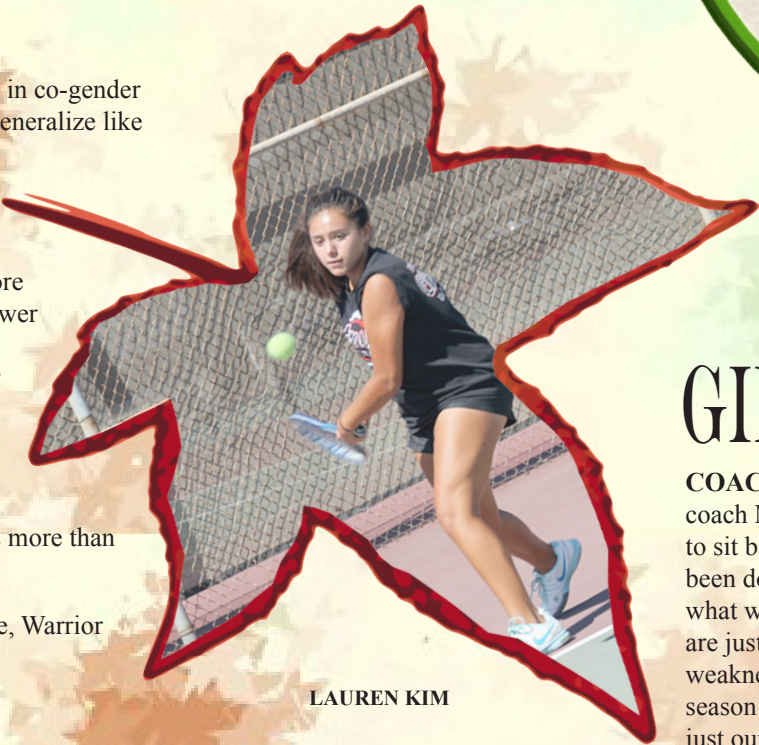 in co-gender
eneralize like
ore
wer
more than
e, Warrior
LAUREN KIM
GI
COAC
coach
to sit b
been do
what w
are just
weakne
season
just ou